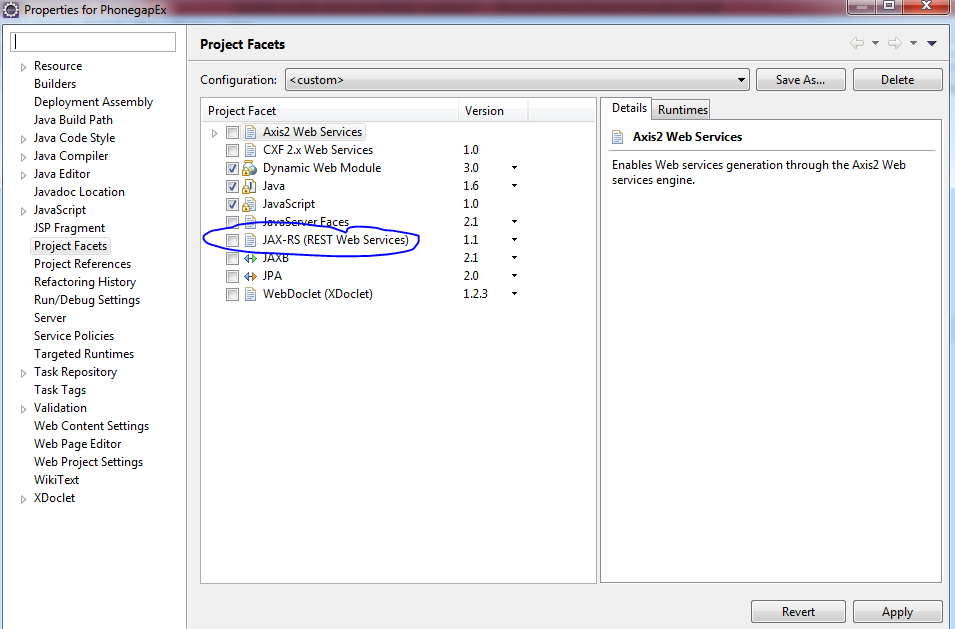 Properties for PhonegapEx
Project Facets
Configuration: <custom> Save As... Delete
Resource
Builders
Deployment Assembly
Java Build Path
Java Code Style
Java Compiler
Java Editor
Javadoc Location
JavaScript
JSP Fragment
Project Facets
Project References
Refactoring History
Run/Debug Settings
Server
Service Policies
Targeted Runtimes
Task Repository
Task Tags
Validation
Web Content Settings
Web Page Editor
Web Project Settings
WikiText
XDoclet
Project Facet Version
Axis2 Web Services
CXF 2.x Web Services 1.0
Dynamic Web Module 3.0
Java 1.6
JavaScript 1.0
JavaServer Faces 2.1
JAX-RS (REST Web Services) 1.1
JAXB 2.1
JPA 2.0
WebDoclet (XDoclet) 1.2.3
Details Runtimes
Axis2 Web Services
Enables Web services generation through the Axis2 Web
services engine.
Revert Apply